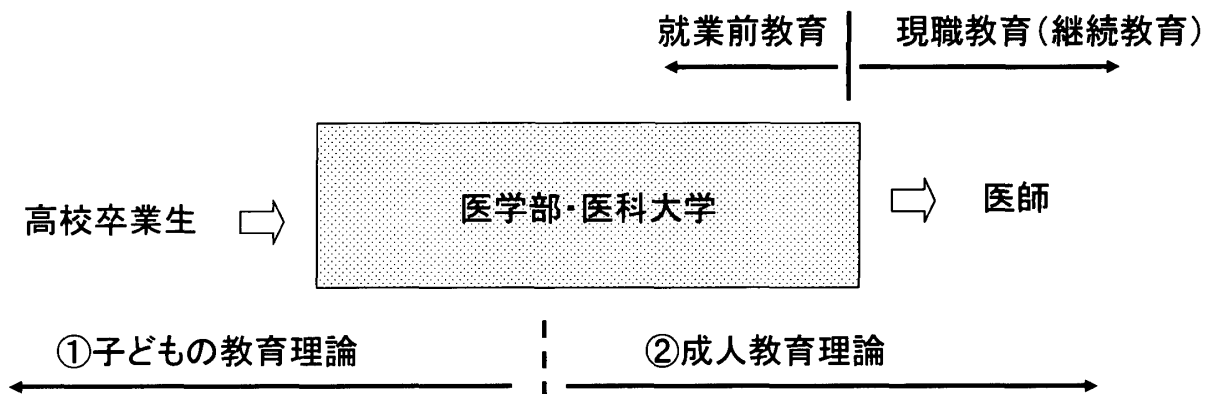 就業前教育 現職教育(継続教育)
高校卒業生 医学部・医科大学 医師
①子どもの教育理論 ②成人教育理論